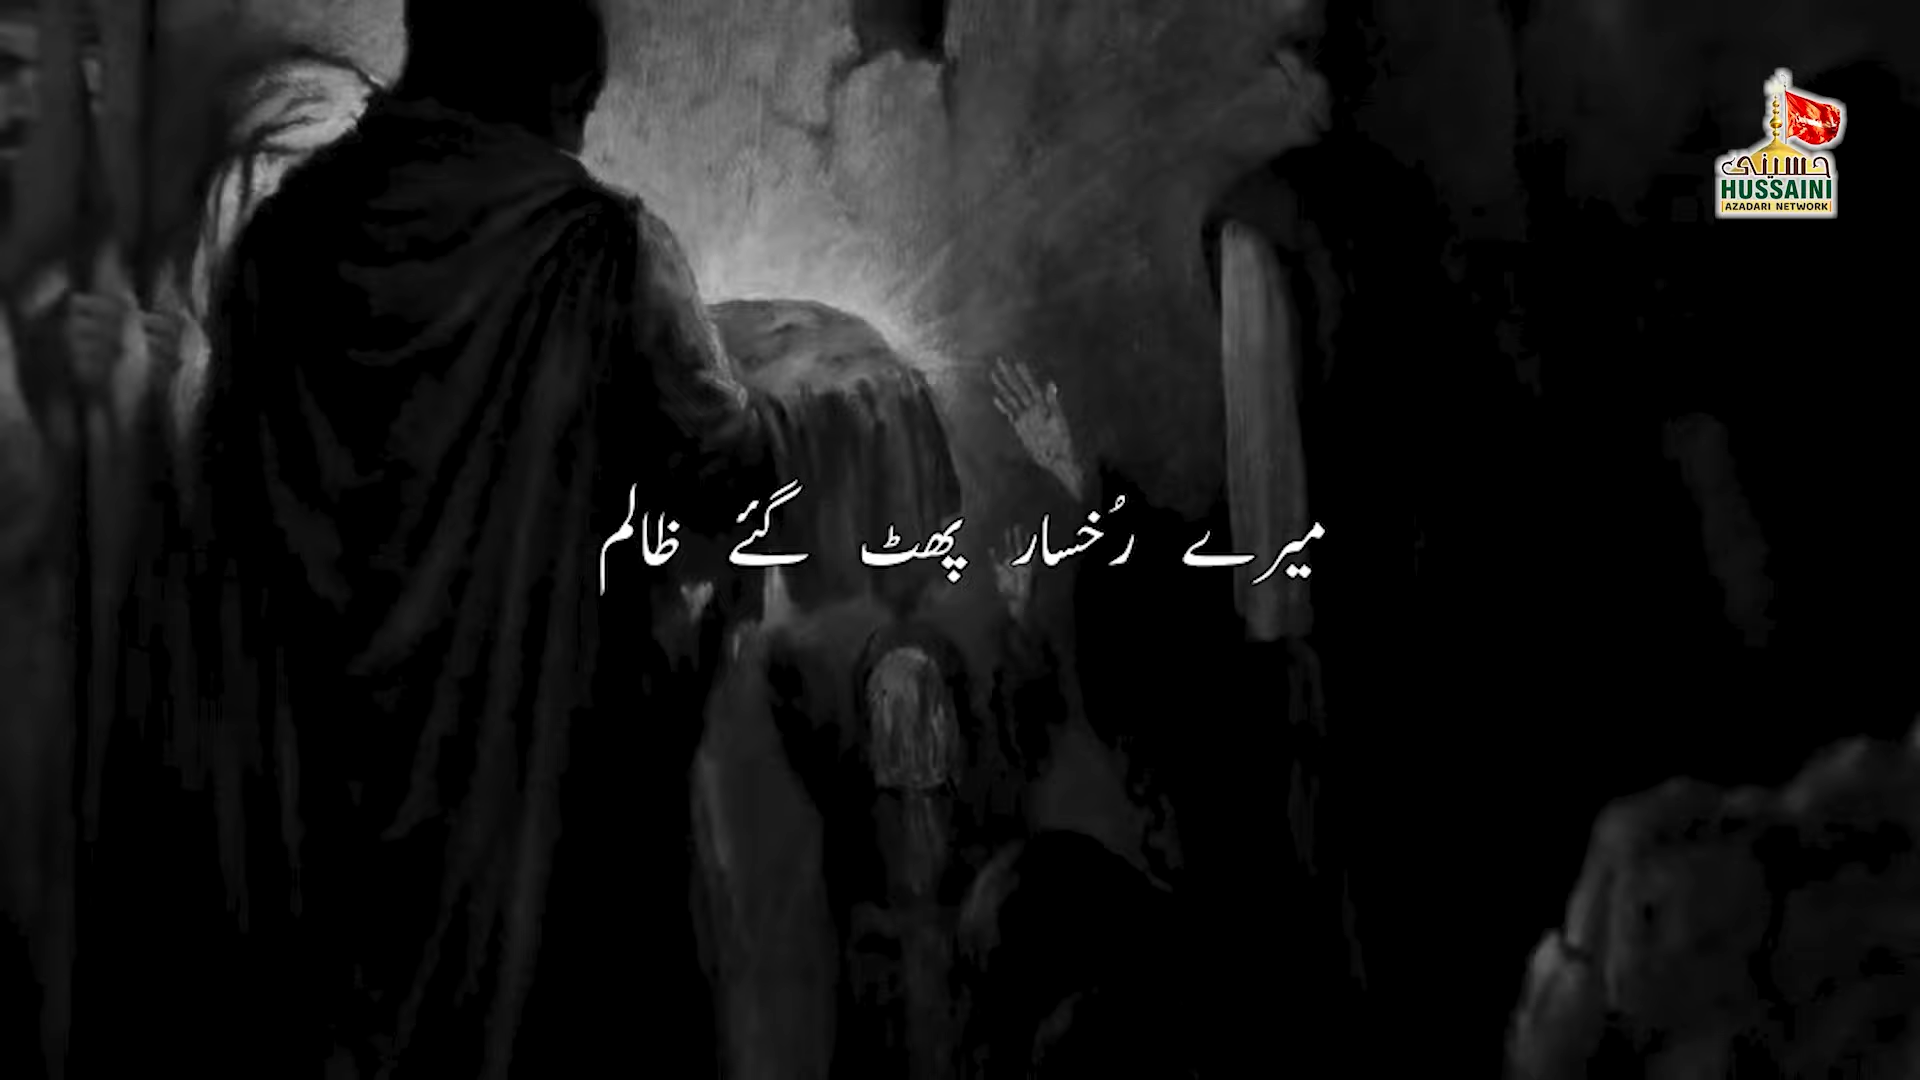 حسینی
HUSSAINI
AZADARI NETWORK
میرے رُخسار پھٹ گئے ظالم